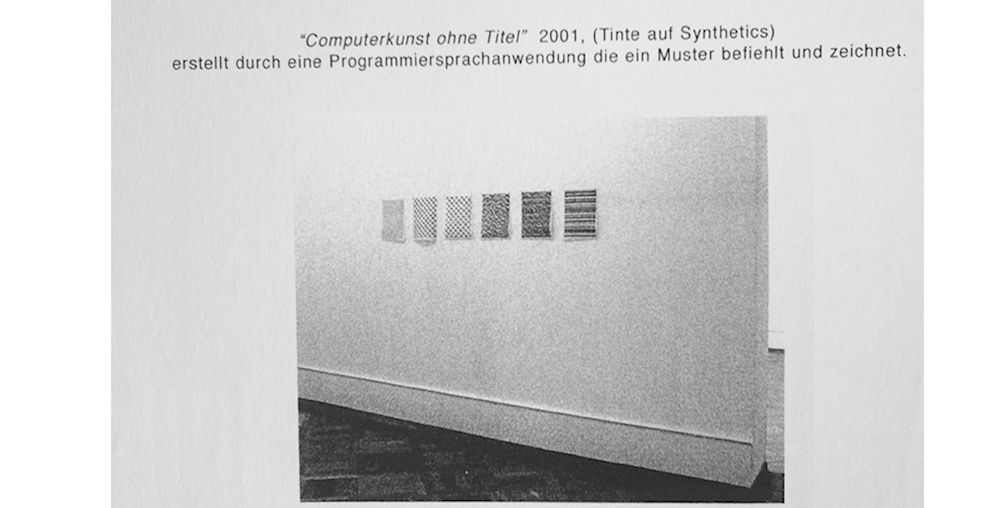 “Computerkunst ohne Titel” 2001, (Tinte auf Synthetics)
erstellt durch eine Programmiersprachanwendung die ein Muster befiehlt und zeichnet.